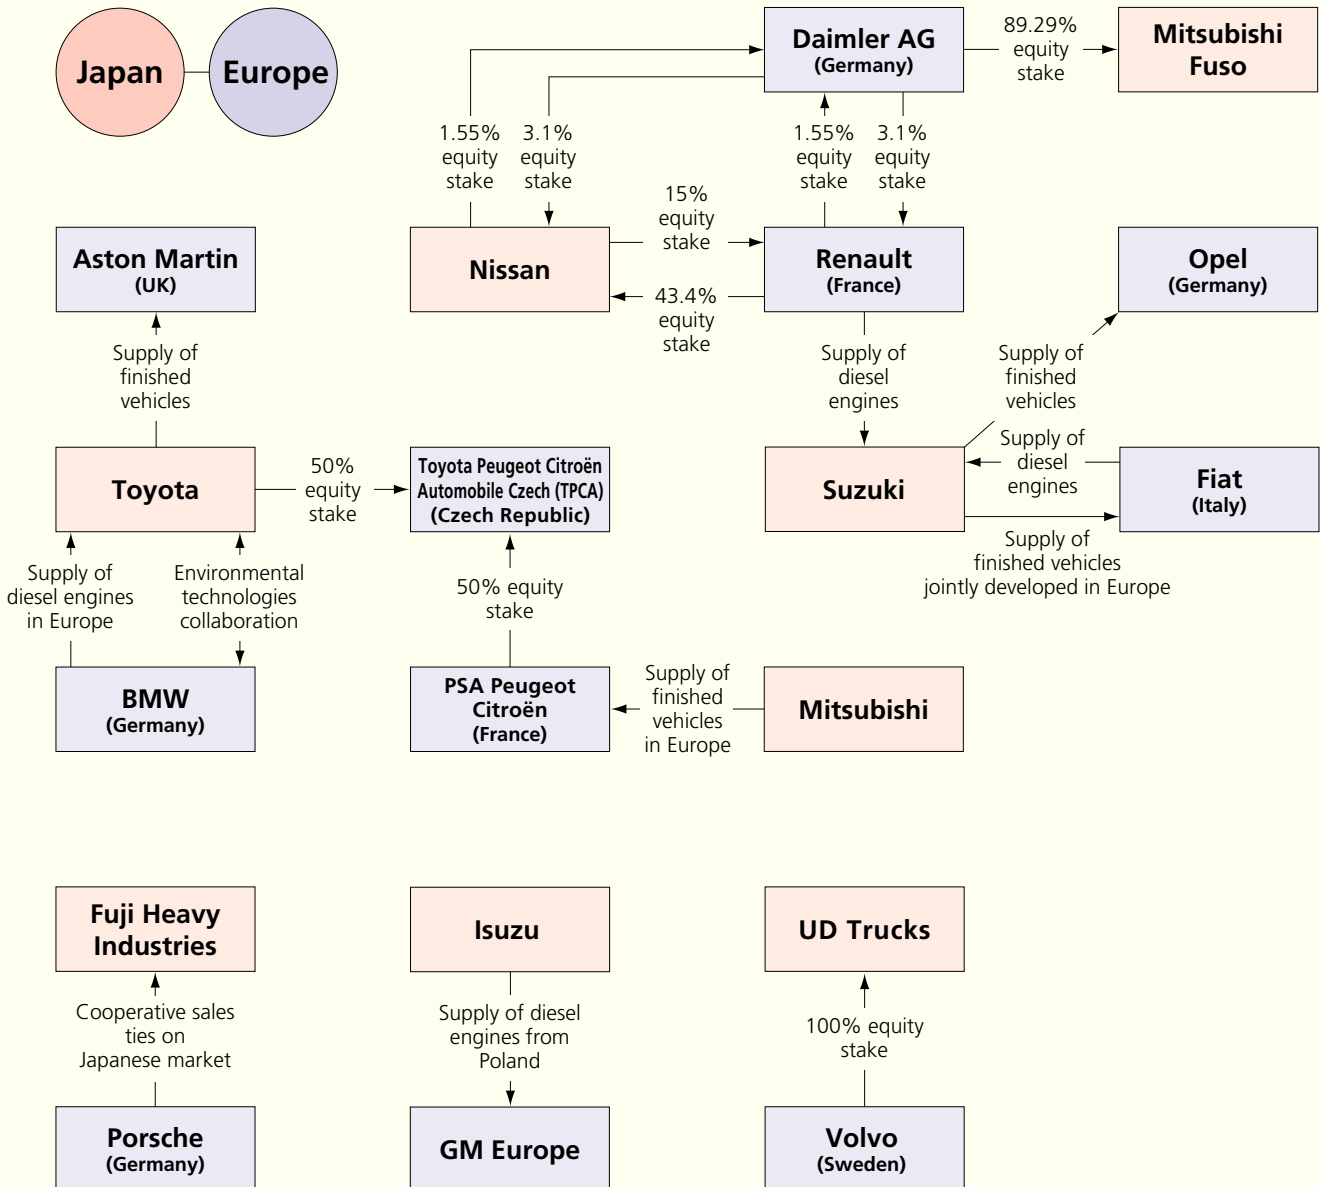 Japan
Europe
Daimler AG
(Germany)
89.29%
equity
stake
Mitsubishi
Fuso
1.55%
equity
stake
3.1%
equity
stake
1.55%
equity
stake
3.1%
equity
stake
Aston Martin
(UK)
Nissan
15%
equity
stake
43.4%
equity
stake
Renault
(France)
Opel
(Germany)
Supply of
finished
vehicles
Supply of
diesel
engines
Supply of
finished
vehicles
Toyota
50%
equity
stake
Toyota Peugeot Citroën
Automobile Czech (TPCA)
(Czech Republic)
Suzuki
Supply of
diesel
engines
Fiat
(Italy)
Supply of
finished vehicles
jointly developed in Europe
Supply of
diesel engines
in Europe
Environmental
technologies
collaboration
50% equity
stake
BMW
(Germany)
PSA Peugeot
Citroën
(France)
Supply of
finished
vehicles
in Europe
Mitsubishi
Fuji Heavy
Industries
Isuzu
UD Trucks
Cooperative sales
ties on
Japanese market
Supply of diesel
engines from
Poland
100% equity
stake
Porsche
(Germany)
GM Europe
Volvo
(Sweden)